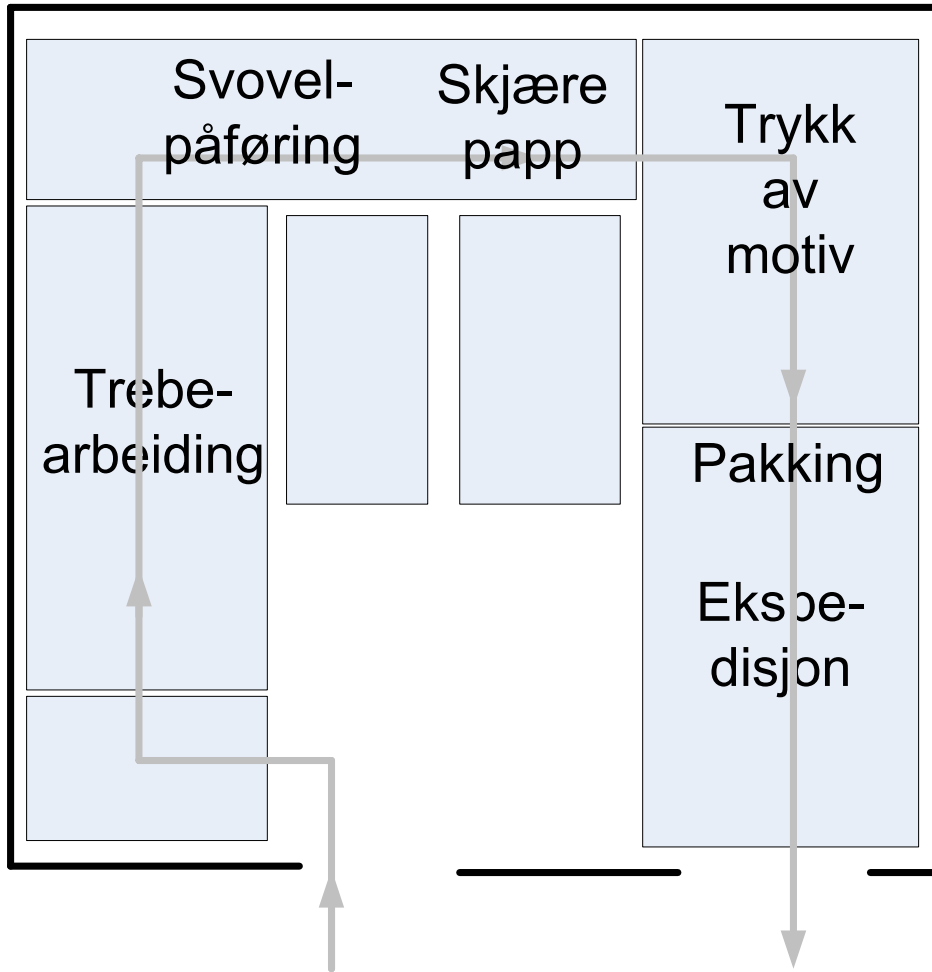 Svovel-
påføring
Skjære
papp
Trykk
av
motiv
Trebe-
arbeiding
Pakking
Ekspe-
disjon